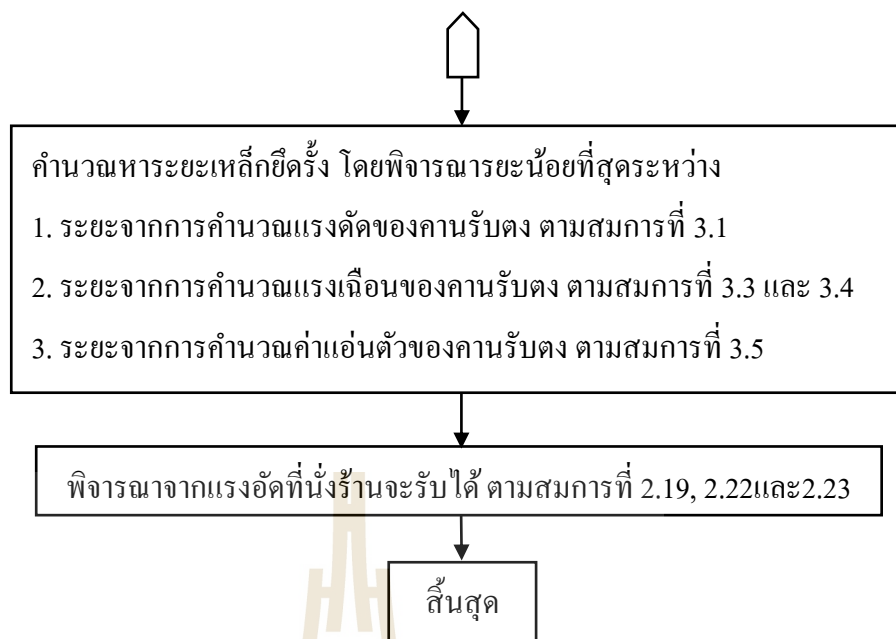 คำนวณหาระยะเหล็กยึดรั้ง โดยพิจารณารยะน้อยที่สุดระหว่าง
1. ระยะจากการคำนวณแรงดัดของคานรับตง ตามสมการที่ 3.1
2. ระยะจากการคำนวณแรงเฉือนของคานรับตง ตามสมการที่ 3.3 และ 3.4
3. ระยะจากการคำนวณค่าแอ่นตัวของคานรับตง ตามสมการที่ 3.5
พิจารณาจากแรงอัดที่นั่งร้านจะรับได้ ตามสมการที่ 2.19, 2.22และ2.23
สิ้นสุด